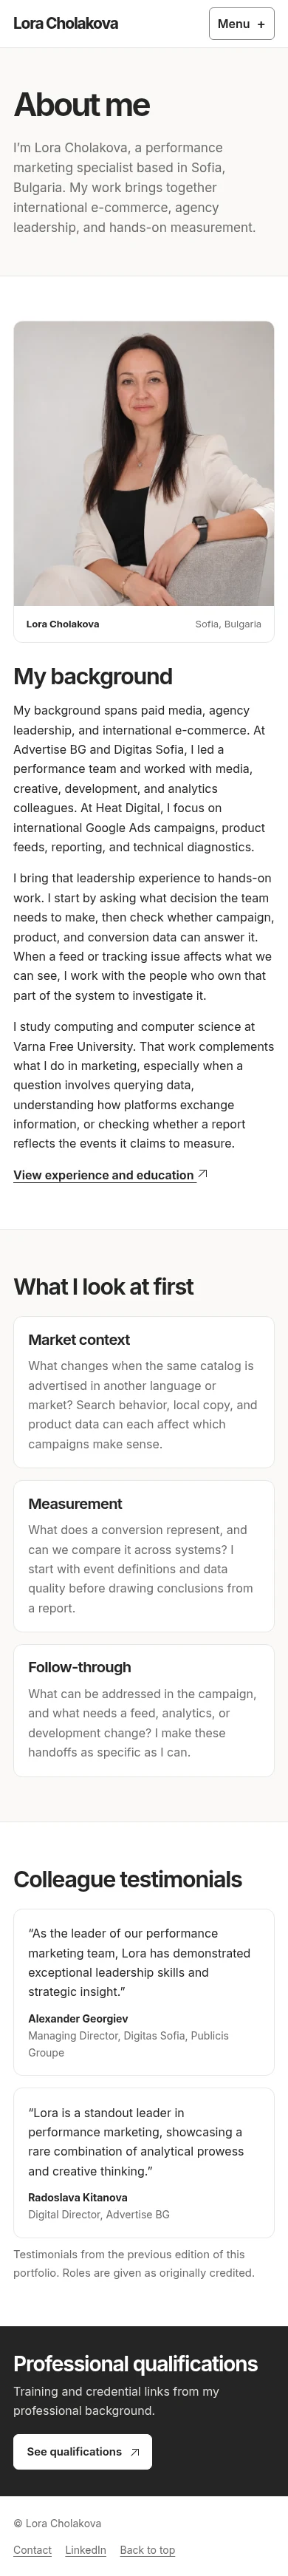 Lora Cholakova
Menu +
About me
I’m Lora Cholakova, a performance
marketing specialist based in Sofia,
Bulgaria. My work brings together
international e-commerce, agency
leadership, and hands-on measurement.
Lora Cholakova
Sofia, Bulgaria
My background
My background spans paid media, agency
leadership, and international e-commerce. At
Advertise BG and Digitas Sofia, I led a
performance team and worked with media,
creative, development, and analytics
colleagues. At Heat Digital, I focus on
international Google Ads campaigns, product
feeds, reporting, and technical diagnostics.
I bring that leadership experience to hands-on
work. I start by asking what decision the team
needs to make, then check whether campaign,
product, and conversion data can answer it.
When a feed or tracking issue affects what we
can see, I work with the people who own that
part of the system to investigate it.
I study computing and computer science at
Varna Free University. That work complements
what I do in marketing, especially when a
question involves querying data,
understanding how platforms exchange
information, or checking whether a report
reflects the events it claims to measure.
View experience and education
What I look at first
Market context
What changes when the same catalog is
advertised in another language or
market? Search behavior, local copy, and
product data can each affect which
campaigns make sense.
Measurement
What does a conversion represent, and
can we compare it across systems? I
start with event definitions and data
quality before drawing conclusions from
a report.
Follow-through
What can be addressed in the campaign,
and what needs a feed, analytics, or
development change? I make these
handoffs as specific as I can.
Colleague testimonials
“As the leader of our performance
marketing team, Lora has demonstrated
exceptional leadership skills and
strategic insight.”
Alexander Georgiev
Managing Director, Digitas Sofia, Publicis
Groupe
“Lora is a standout leader in
performance marketing, showcasing a
rare combination of analytical prowess
and creative thinking.”
Radoslava Kitanova
Digital Director, Advertise BG
Testimonials from the previous edition of this
portfolio. Roles are given as originally credited.
Professional qualifications
Training and credential links from my
professional background.
See qualifications
© Lora Cholakova
Contact LinkedIn Back to top